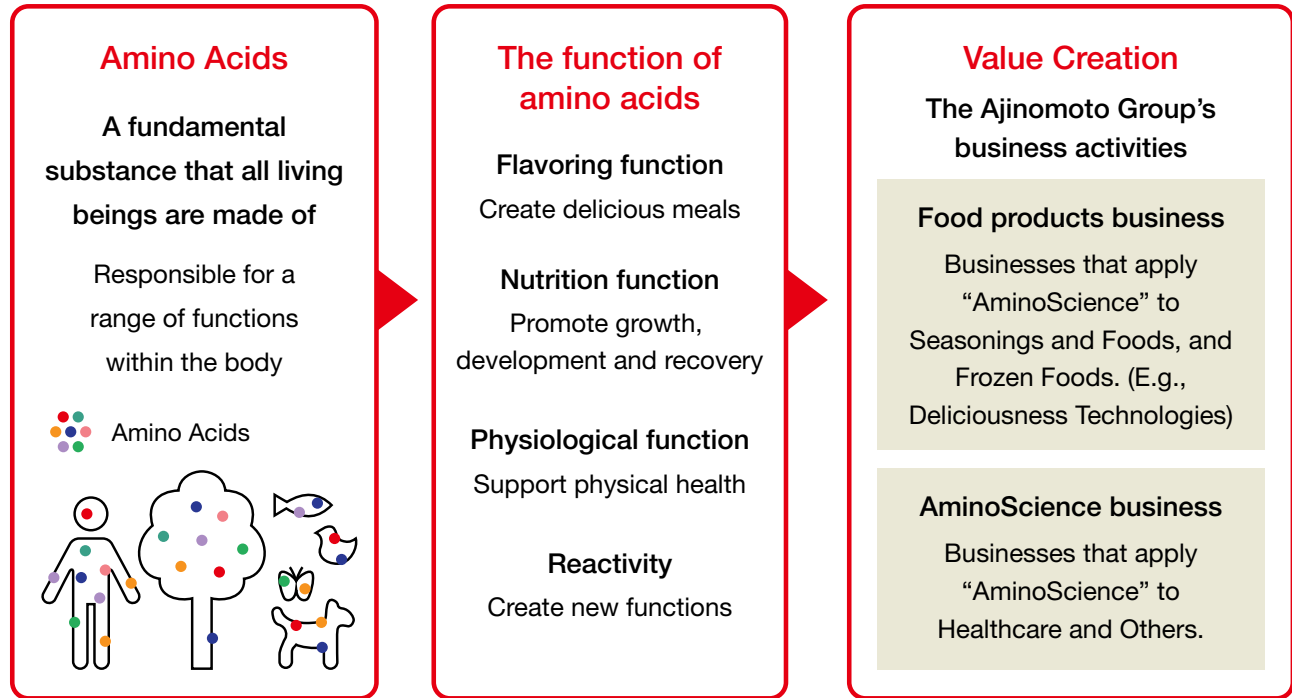 Amino Acids
A fundamental
substance that all living
beings are made of
Responsible for a
range of functions
within the body
Amino Acids
The function of
amino acids
Flavoring function
Create delicious meals
Nutrition function
Promote growth,
development and recovery
Physiological function
Support physical health
Reactivity
Create new functions
Value Creation
The Ajinomoto Group’s
business activities
Food products business
Businesses that apply
“AminoScience” to
Seasonings and Foods, and
Frozen Foods. (E.g.,
Deliciousness Technologies)
AminoScience business
Businesses that apply
“AminoScience” to
Healthcare and Others.